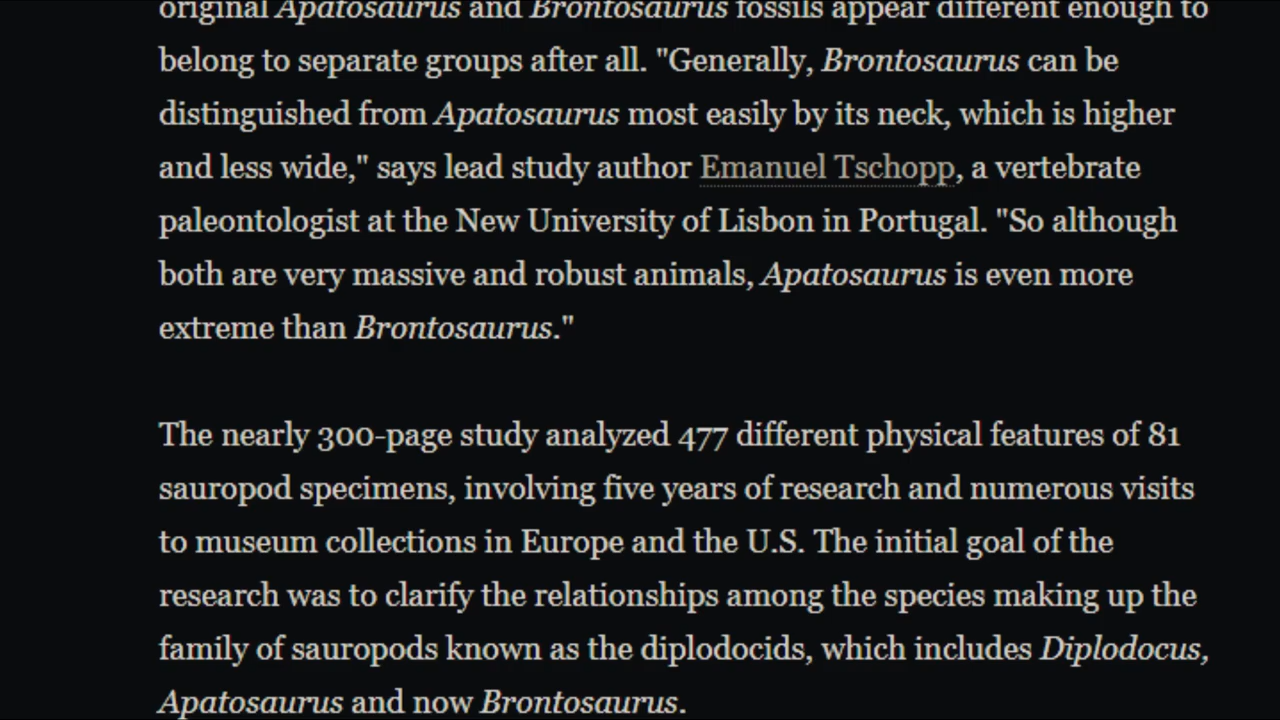 original Apatosaurus and Brontosaurus fossils appear different enough to
belong to separate groups after all. "Generally, Brontosaurus can be
distinguished from Apatosaurus most easily by its neck, which is higher
and less wide," says lead study author Emanuel Tschopp, a vertebrate
paleontologist at the New University of Lisbon in Portugal. "So although
both are very massive and robust animals, Apatosaurus is even more
extreme than Brontosaurus."
The nearly 300-page study analyzed 477 different physical features of 81
sauropod specimens, involving five years of research and numerous visits
to museum collections in Europe and the U.S. The initial goal of the
research was to clarify the relationships among the species making up the
family of sauropods known as the diplodocids, which includes Diplodocus,
Apatosaurus and now Brontosaurus.